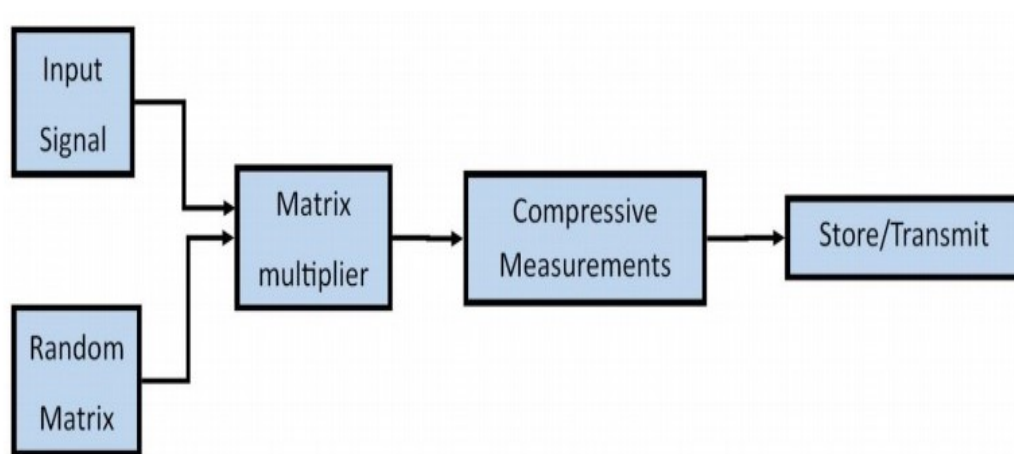 Input
Signal
Random
Matrix
Matrix
multiplier
Compressive
Measurements
Store/Transmit